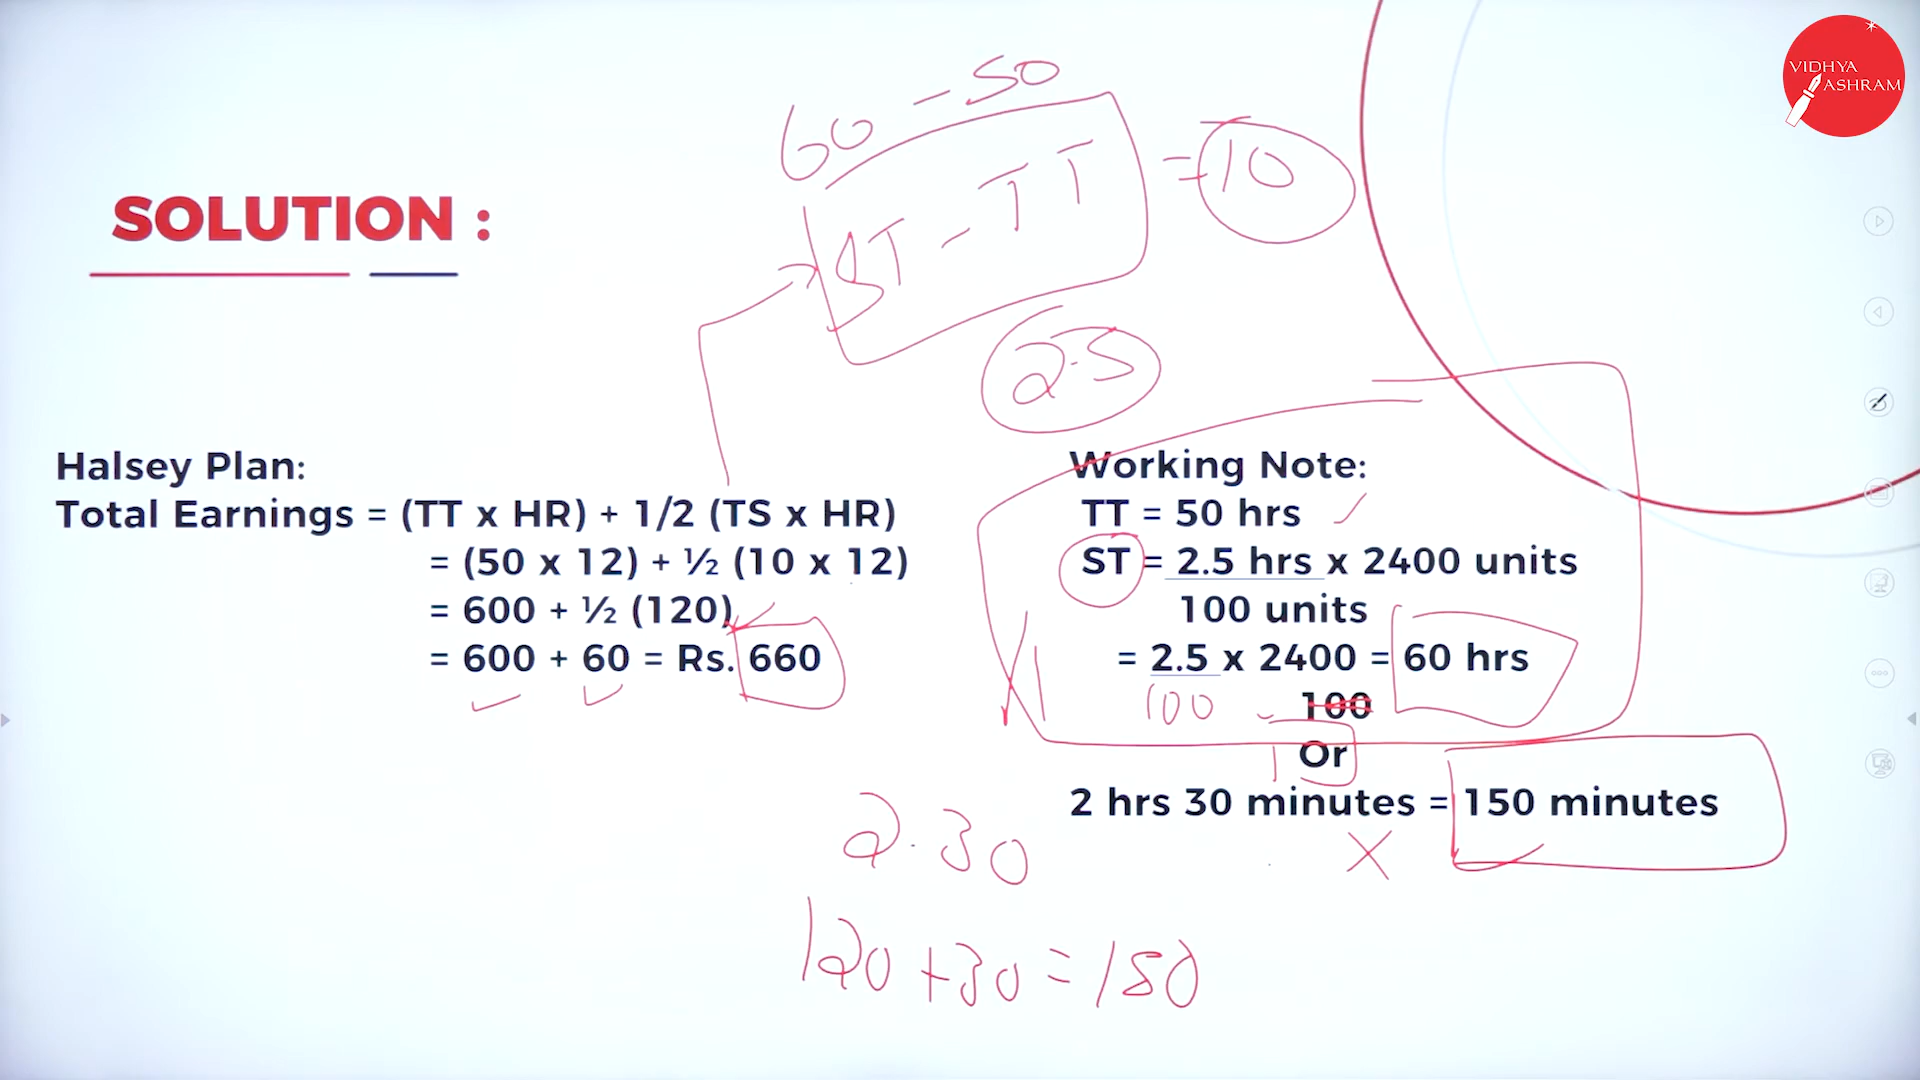 VIDHYA
ASHRAM
60 - 50
ST - TT = 10
2.5
SOLUTION :
Halsey Plan:
Total Earnings = (TT x HR) + 1/2 (TS x HR)
= (50 x 12) + ½ (10 x 12)
= 600 + ½ (120)
= 600 + 60 = Rs. 660
Working Note:
TT = 50 hrs
ST = 2.5 hrs x 2400 units
100 units
= 2.5 x 2400 = 60 hrs
100
100
Or
2 hrs 30 minutes = 150 minutes
x
2.30
120 + 30 = 150